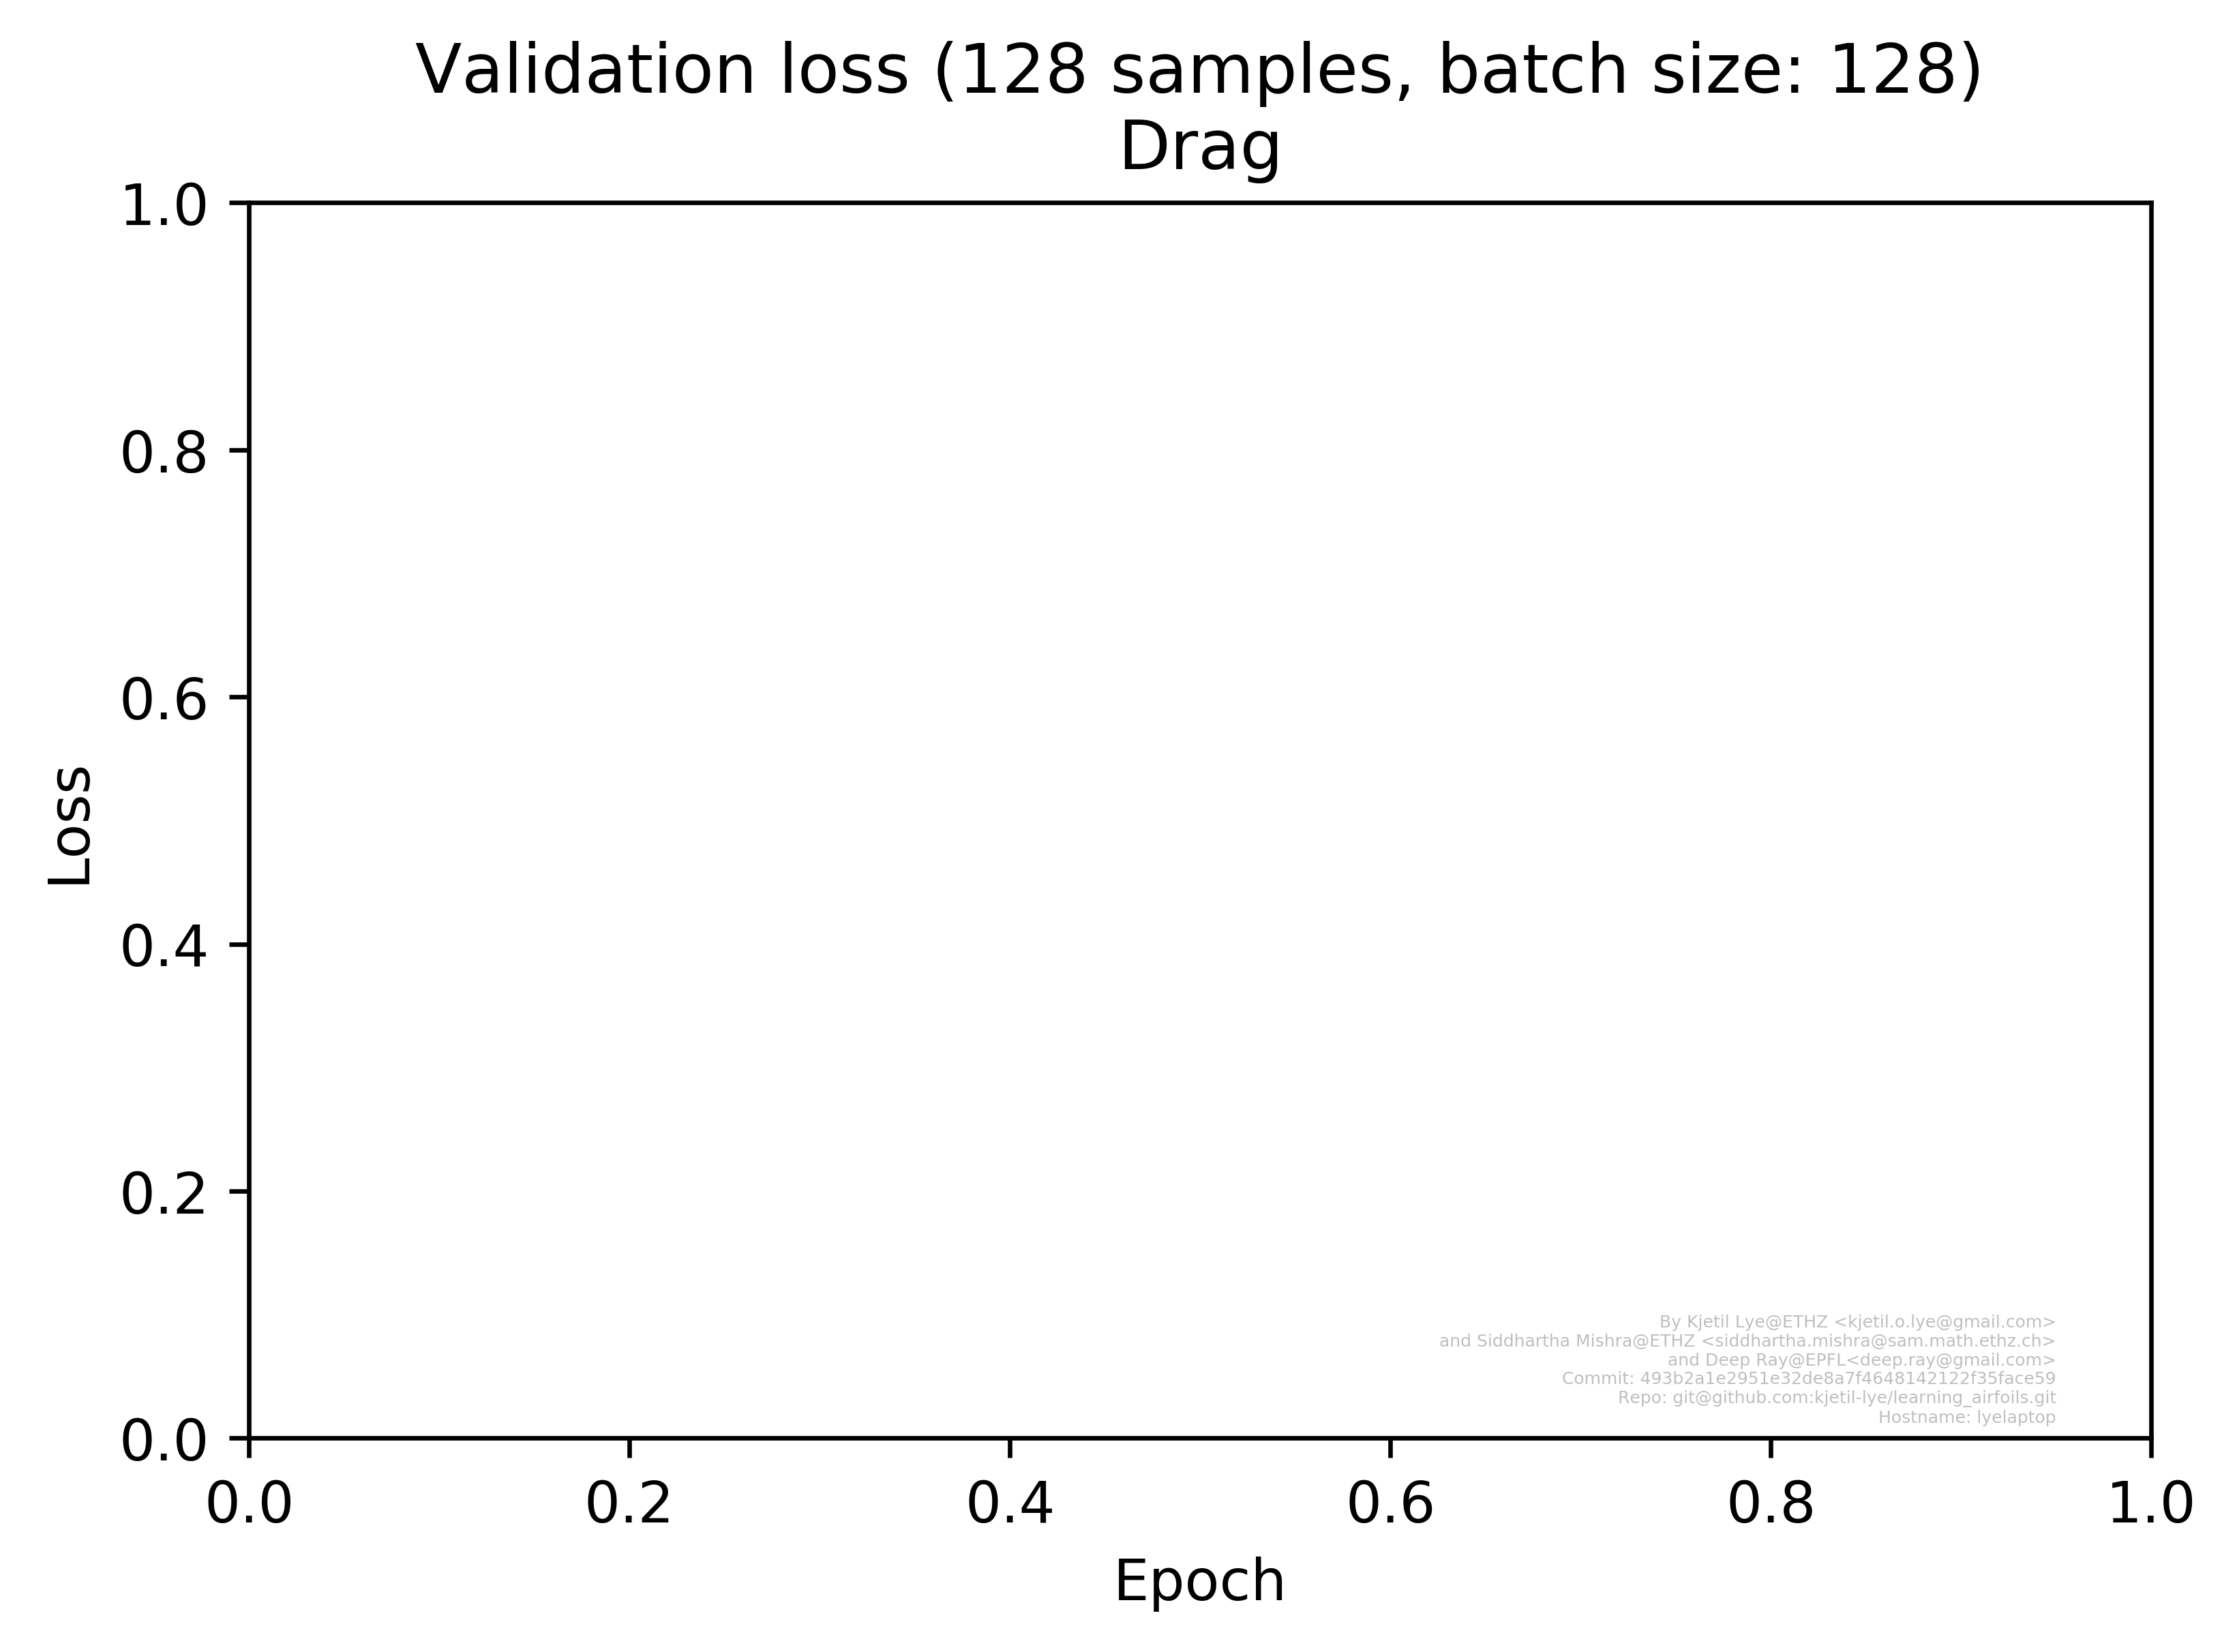 Validation loss (128 samples, batch size: 128)
Drag
1.0
0.8
0.6
0.4
0.2
0.0
Loss
0.0 0.2 0.4 0.6 0.8 1.0
Epoch
By Kjetil Lye@ETHZ <kjetil.o.lye@gmail.com>
and Siddhartha Mishra@ETHZ <siddhartha.mishra@sam.math.ethz.ch>
and Deep Ray@EPFL<deep.ray@gmail.com>
Commit: 493b2a1e2951e32de8a7f4648142122f35face59
Repo: git@github.com:kjetil-lye/learning_airfoils.git
Hostname: lyelaptop